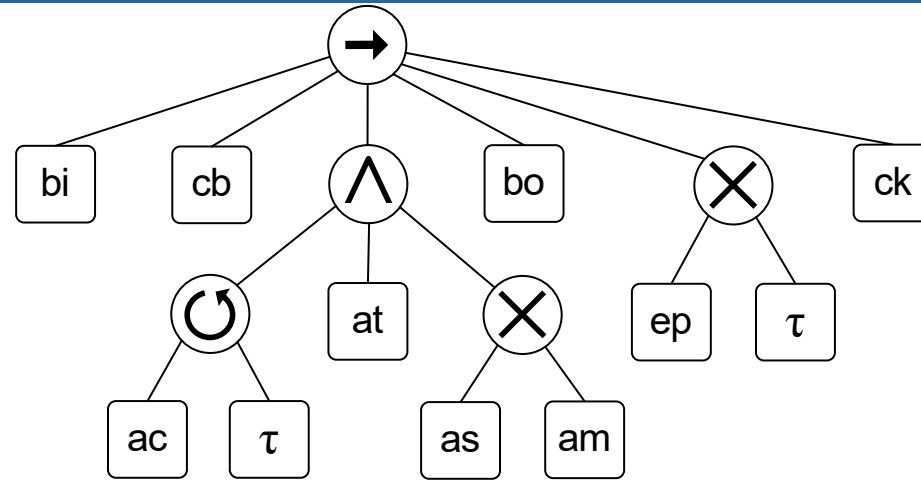 →
bi cb ∧ bo × ck
↺ at × ep τ
ac τ as am